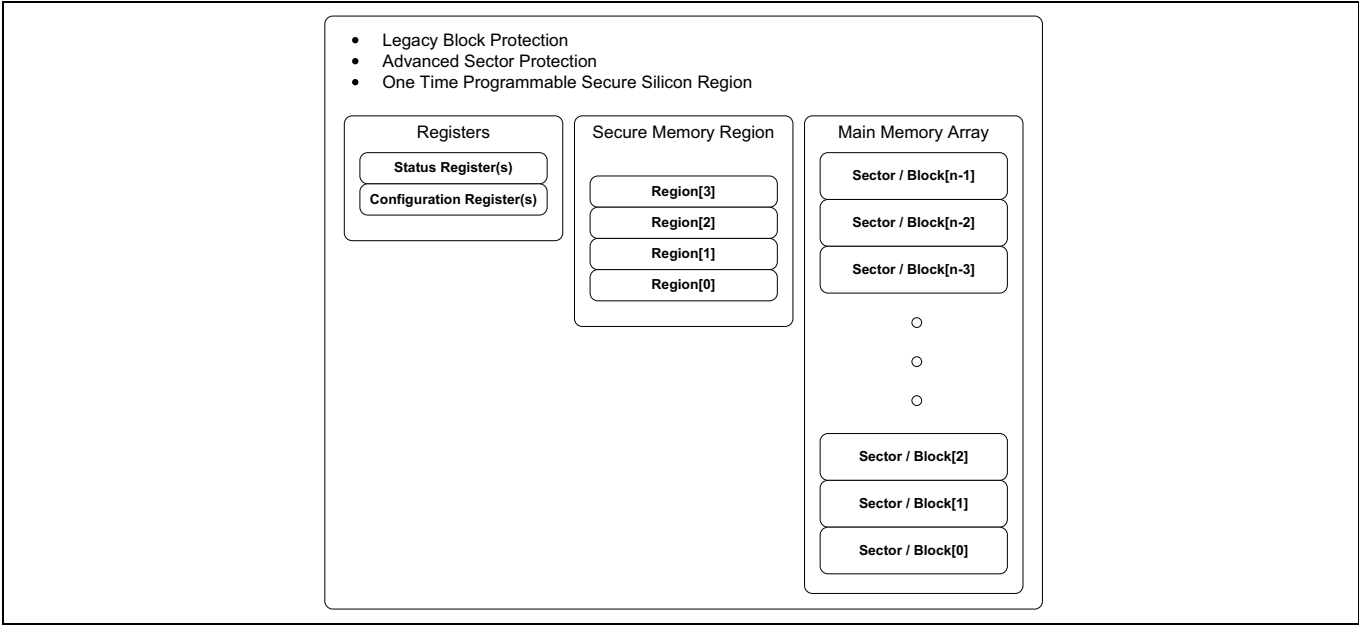 • Legacy Block Protection
• Advanced Sector Protection
• One Time Programmable Secure Silicon Region
Registers
Status Register(s)
Configuration Register(s)
Secure Memory Region
Region[3]
Region[2]
Region[1]
Region[0]
Main Memory Array
Sector / Block[n-1]
Sector / Block[n-2]
Sector / Block[n-3]
Sector / Block[2]
Sector / Block[1]
Sector / Block[0]